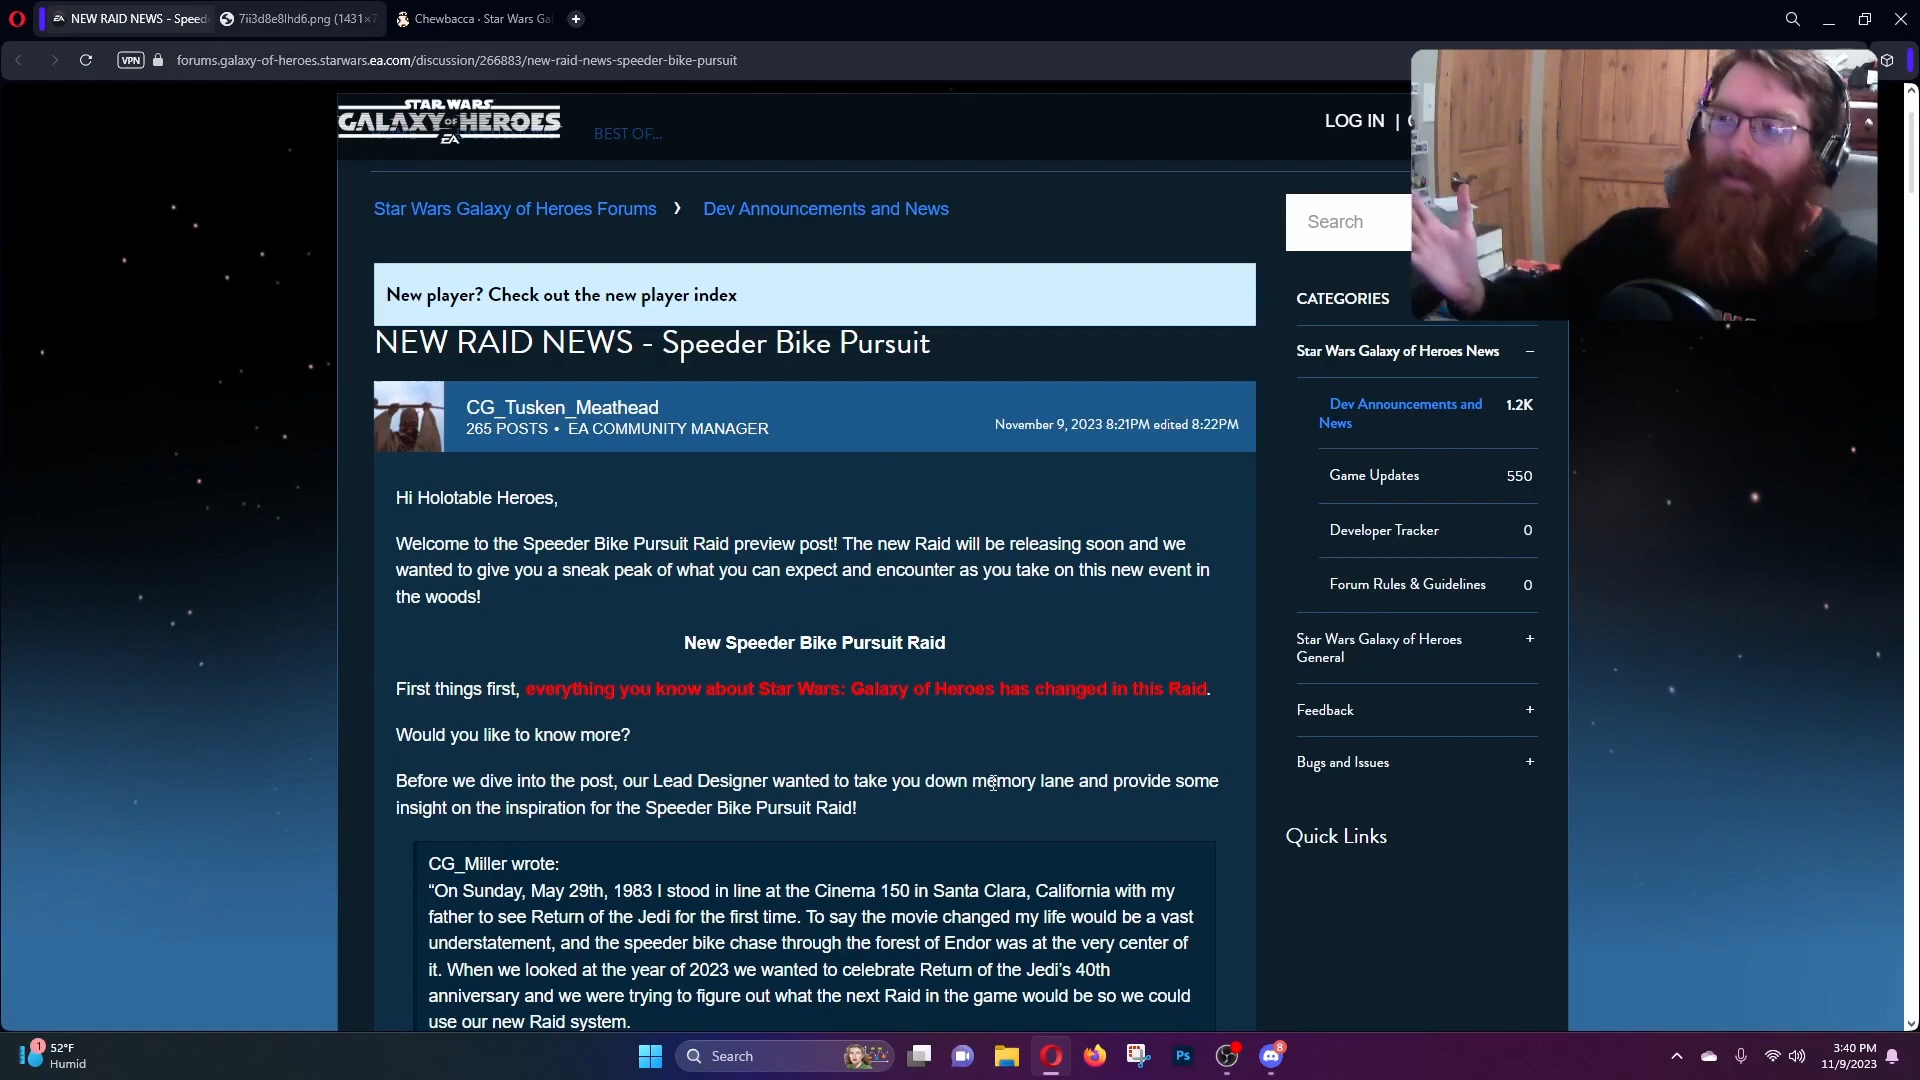 NEW RAID NEWS - Speed
7ii3d8e8lhd6.png (1431×7
Chewbacca · Star Wars Ga
VPN
forums.galaxy-of-heroes.starwars.ea.com/discussion/266883/new-raid-news-speeder-bike-pursuit
STAR WARS
GALAXY OF HEROES
EA
BEST OF...
LOG IN |
Star Wars Galaxy of Heroes Forums › Dev Announcements and News
Search
New player? Check out the new player index
NEW RAID NEWS - Speeder Bike Pursuit
CG_Tusken_Meathead
265 POSTS • EA COMMUNITY MANAGER
November 9, 2023 8:21PM edited 8:22PM
Hi Holotable Heroes,
Welcome to the Speeder Bike Pursuit Raid preview post! The new Raid will be releasing soon and we
wanted to give you a sneak peak of what you can expect and encounter as you take on this new event in
the woods!
New Speeder Bike Pursuit Raid
First things first, everything you know about Star Wars: Galaxy of Heroes has changed in this Raid.
Would you like to know more?
Before we dive into the post, our Lead Designer wanted to take you down memory lane and provide some
insight on the inspiration for the Speeder Bike Pursuit Raid!
CG_Miller wrote:
“On Sunday, May 29th, 1983 I stood in line at the Cinema 150 in Santa Clara, California with my
father to see Return of the Jedi for the first time. To say the movie changed my life would be a vast
understatement, and the speeder bike chase through the forest of Endor was at the very center of
it. When we looked at the year of 2023 we wanted to celebrate Return of the Jedi’s 40th
anniversary and we were trying to figure out what the next Raid in the game would be so we could
use our new Raid system.
CATEGORIES
Star Wars Galaxy of Heroes News –
Dev Announcements and 1.2K
News
Game Updates 550
Developer Tracker 0
Forum Rules & Guidelines 0
Star Wars Galaxy of Heroes +
General
Feedback +
Bugs and Issues +
Quick Links
1
52°F
Humid
Search
Ps
8
3:40 PM
11/9/2023